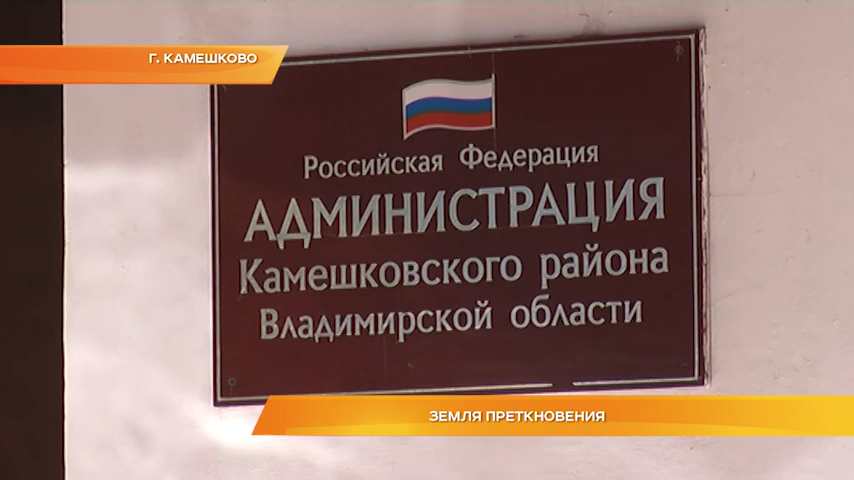 Г. КАМЕШКОВО
Российская Федерация
АДМИНИСТРАЦИЯ
Камешковского района
Владимирской области
ЗЕМЛЯ ПРЕТКНОВЕНИЯ